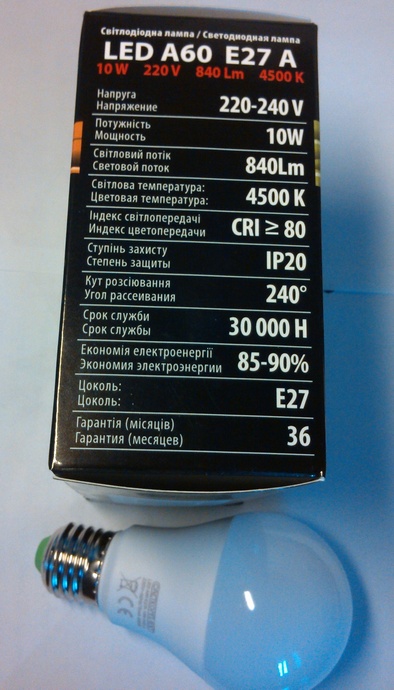 Світлодіодна лампа / Светодиодная лампа
LED A60 E27 A
10 W 220 V 840 Lm 4500 K
Напруга
Напряжение 220-240 V
Потужність
Мощность 10W
Світловий потік
Световой поток 840Lm
Світлова температура:
Цветовая температура: 4500 K
Індекс світлопередачі
Индекс цветопередачи CRI ≥ 80
Ступінь захисту
Степень защиты IP20
Кут розсіювання
Угол рассеивания 240°
Срок служби
Срок службы 30 000 H
Економія електроенергії
Экономия электроэнергии 85-90%
Цоколь:
Цоколь: E27
Гарантія (місяців)
Гарантия (месяцев) 36